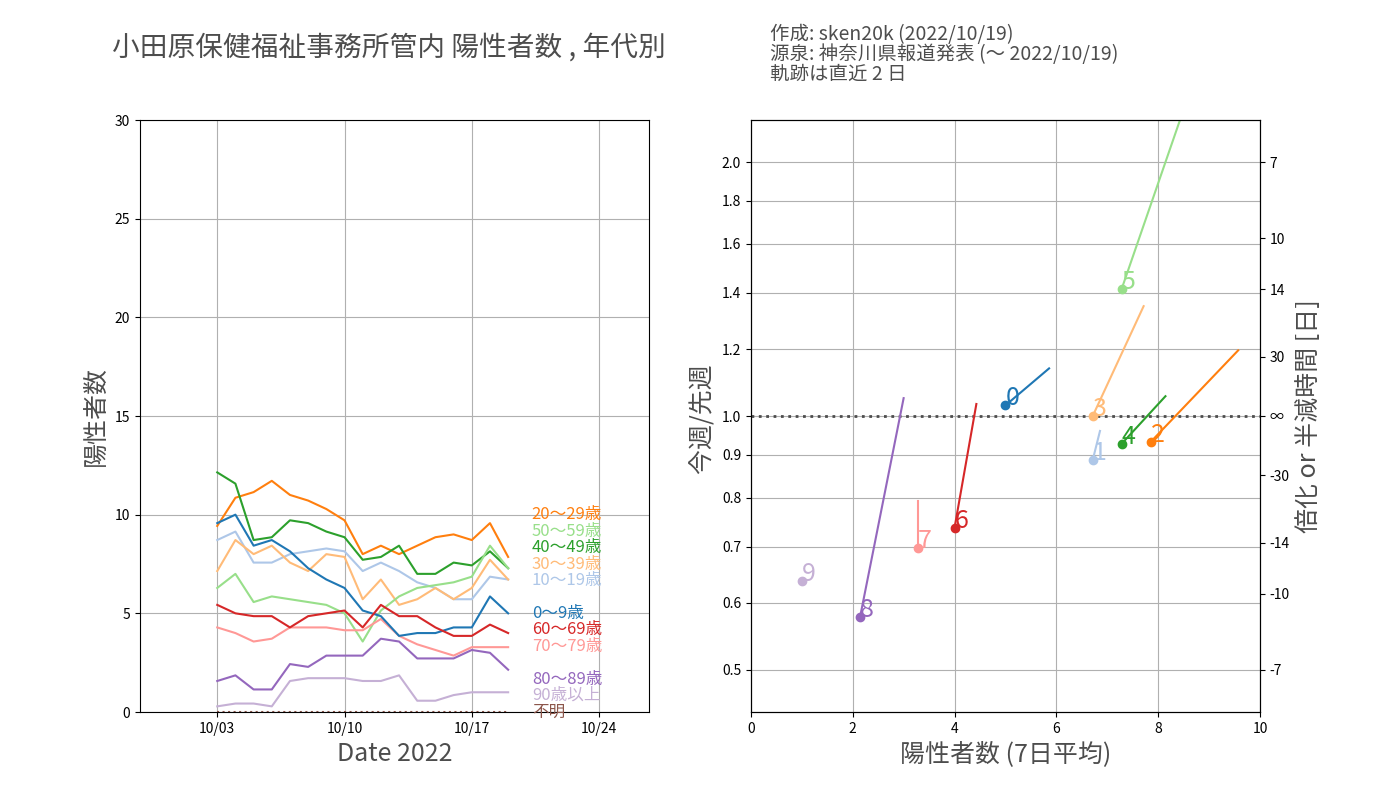 小田原保健福祉事務所管内 陽性者数 , 年代別
作成: sken20k (2022/10/19)
源泉: 神奈川県報道発表 (〜 2022/10/19)
軌跡は直近 2 日
陽性者数
30
25
20
15
10
5
0
10/03
10/10
10/17
10/24
Date 2022
20〜29歳
50〜59歳
40〜49歳
30〜39歳
10〜19歳
0〜9歳
60〜69歳
70〜79歳
80〜89歳
90歳以上
不明
今週/先週
2.0
1.8
1.6
1.4
1.2
1.0
0.9
0.8
0.7
0.6
0.5
0
2
4
6
8
10
陽性者数 (7日平均)
5
0
3
4
2
1
6
7
9
8
7
10
14
30
∞
-30
-14
-10
-7
倍化 or 半減時間 [日]